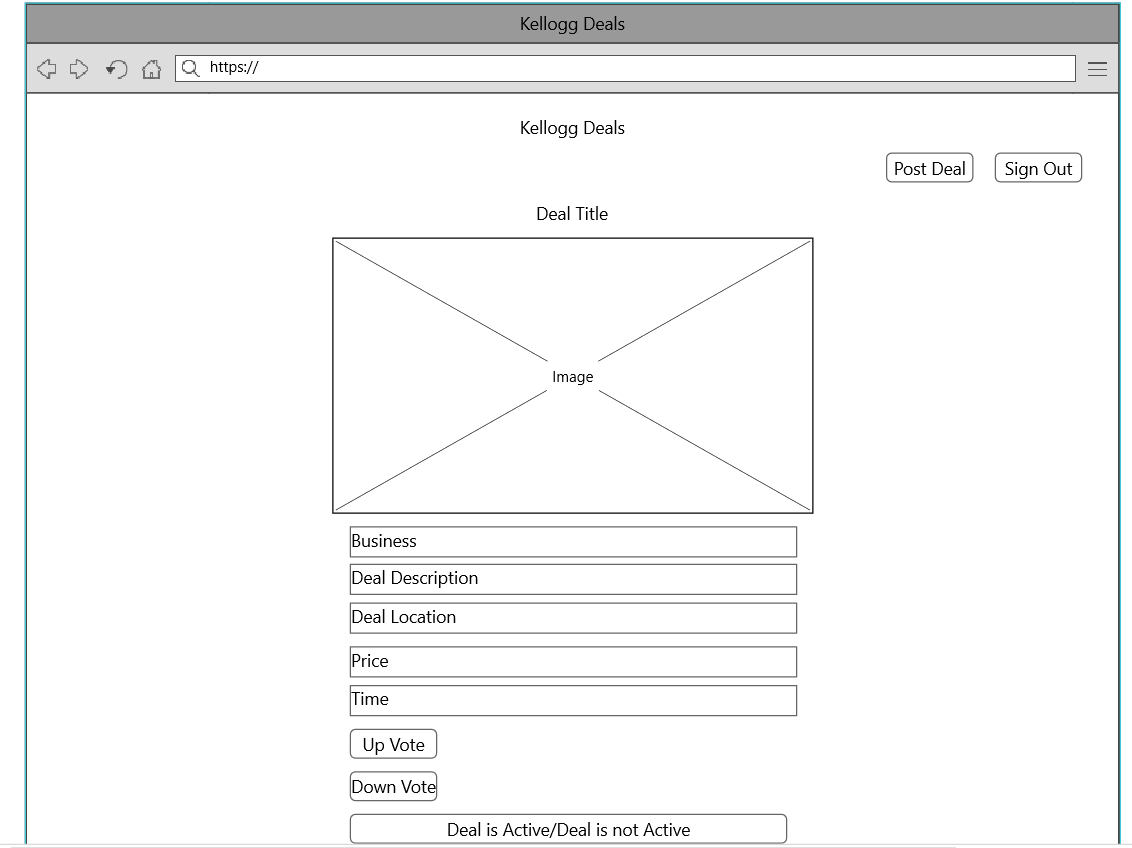 Kellogg Deals
https://
Kellogg Deals
Post Deal Sign Out
Deal Title
Image
Business
Deal Description
Deal Location
Price
Time
Up Vote
Down Vote
Deal is Active/Deal is not Active